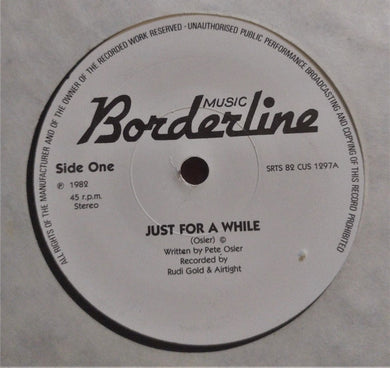 ALL RIGHTS OF THE MANUFACTURER AND OF THE OWNER OF THE RECORDED WORK RESERVED - UNAUTHORISED PUBLIC PERFORMANCE BROADCASTING AND COPYING OF THIS RECORD PROHIBITED
MUSIC
Borderline
Side One
SRTS 82 CUS 1297A
℗ 1982
45 r.p.m.
Stereo
JUST FOR A WHILE
(Osler) ©
Written by Pete Osler
Recorded by
Rudi Gold & Airtight